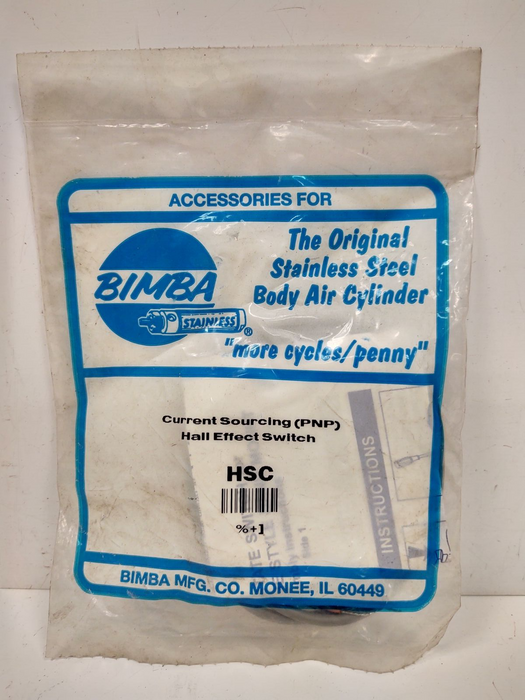 ACCESSORIES FOR
BIMBA
STAINLESS
®
The Original
Stainless Steel
Body Air Cylinder
"more cycles/penny"
Current Sourcing (PNP)
Hall Effect Switch
HSC
%+]
INSTRUCTIONS
BIMBA MFG. CO. MONEE, IL 60449